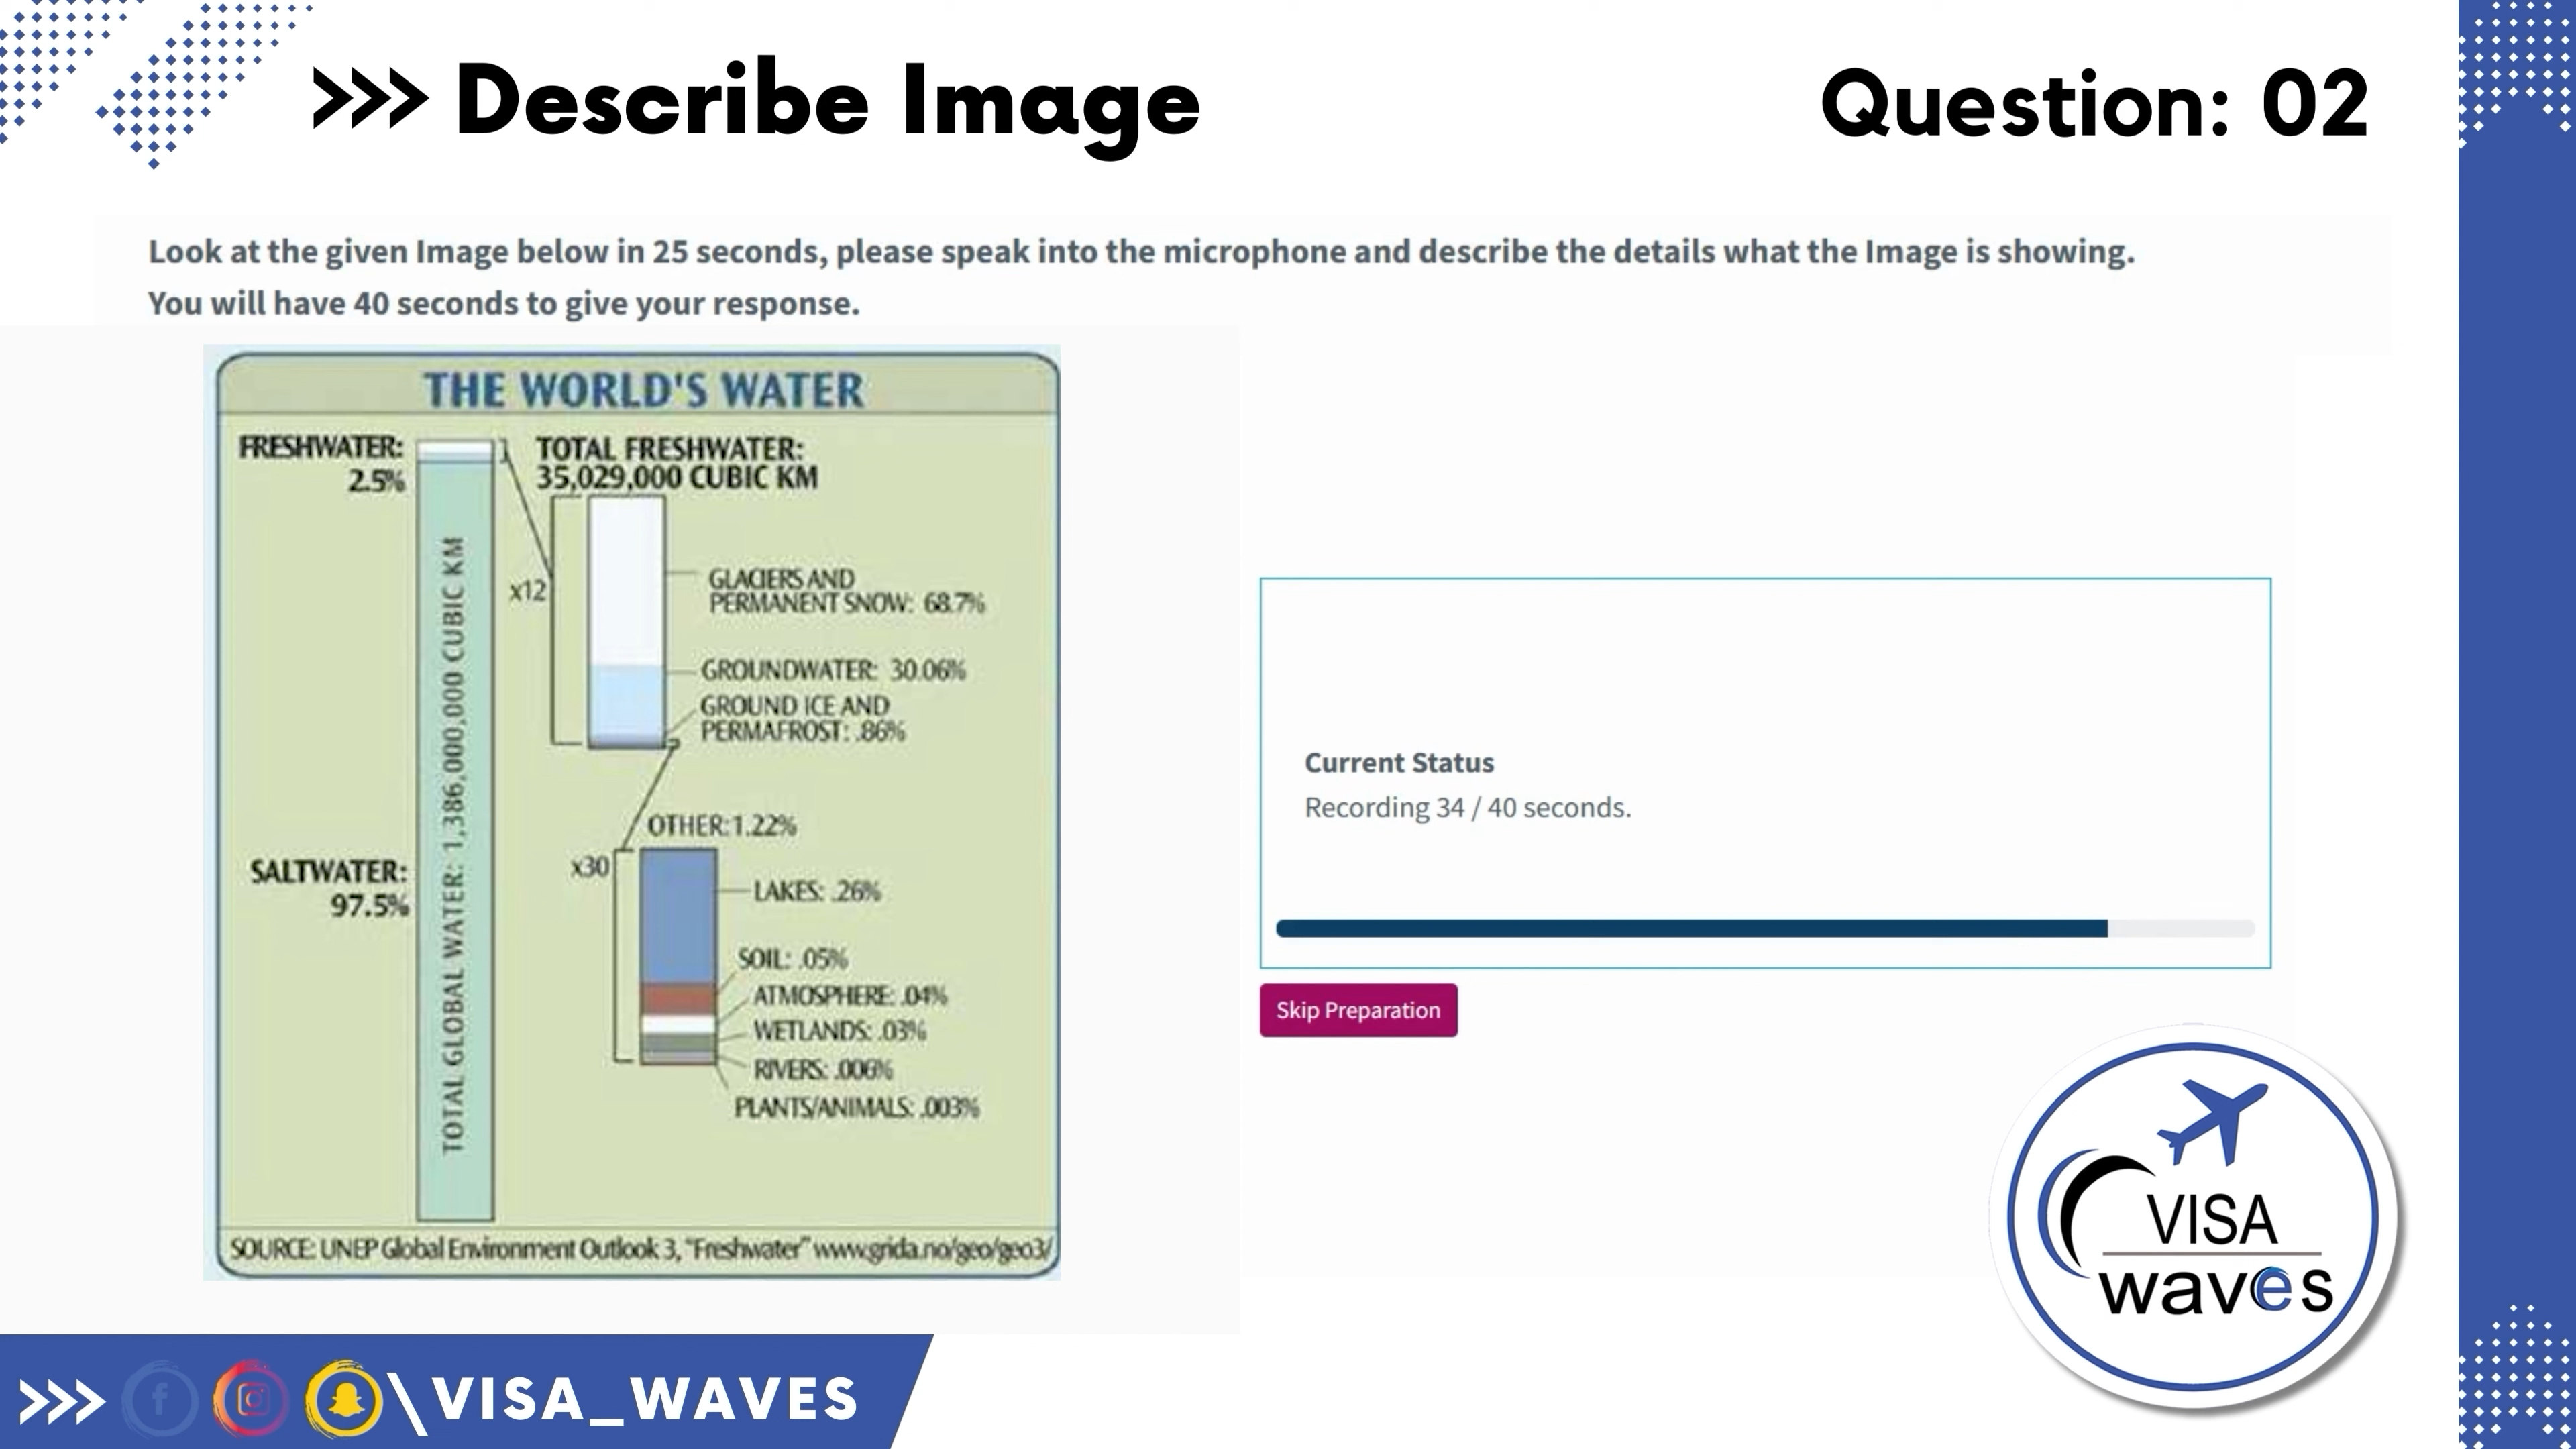 >>> Describe Image
Question: 02
Look at the given Image below in 25 seconds, please speak into the microphone and describe the details what the Image is showing.
You will have 40 seconds to give your response.
THE WORLD'S WATER
FRESHWATER:
2.5%
TOTAL FRESHWATER:
35,029,000 CUBIC KM
x12
GLACIERS AND
PERMANENT SNOW: 68.7%
GROUNDWATER: 30.06%
GROUND ICE AND
PERMAFROST: .86%
TOTAL GLOBAL WATER: 1,386,000,000 CUBIC KM
SALTWATER:
97.5%
OTHER:1.22%
x30
LAKES: .26%
SOIL: .05%
ATMOSPHERE: .04%
WETLANDS: .03%
RIVERS: .006%
PLANTS/ANIMALS: .003%
SOURCE: UNEP Global Environment Outlook 3, "Freshwater" www.grida.no/geo/geo3/
Current Status
Recording 34 / 40 seconds.
Skip Preparation
VISA
waves
>>> \VISA_WAVES